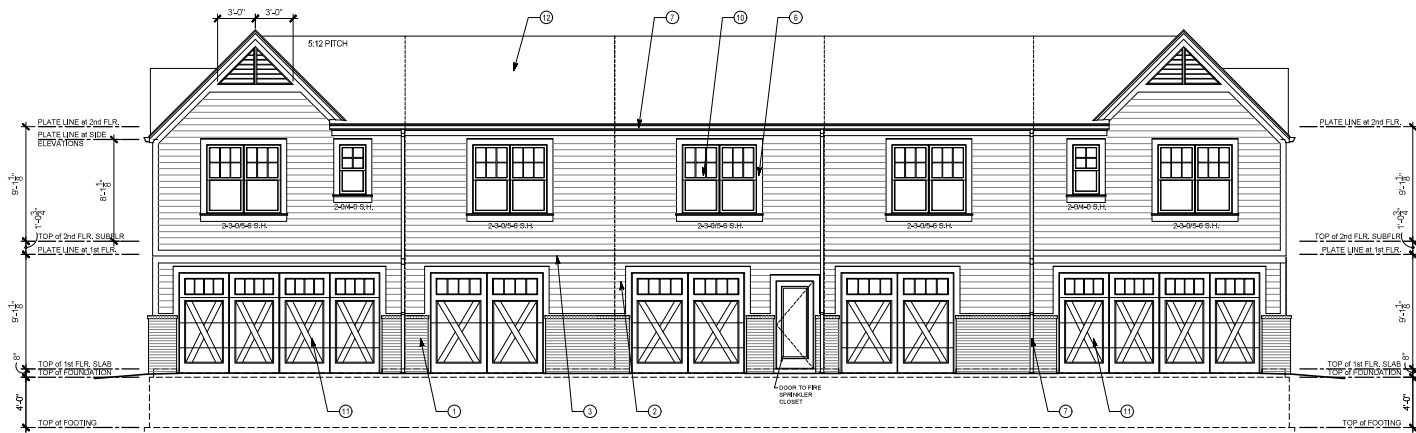 3'-0" 3'-0"
12
7
10
6
5:12 PITCH
PLATE LINE at 2nd FLR.
PLATE LINE at SIDE
ELEVATIONS
PLATE LINE at 2nd FLR.
9'-1 1/8"
8'-1 1/8"
9'-1 1/8"
2-0/4-0 S.H.
2-0/4-0 S.H.
2-3-0/5-6 S.H.
2-3-0/5-6 S.H.
2-3-0/5-6 S.H.
2-3-0/5-6 S.H.
2-3-0/5-6 S.H.
1'-0 3/4"
1'-0 3/4"
TOP of 2nd FLR. SUBFLR
TOP of 2nd FLR. SUBFLR
PLATE LINE at 1st FLR.
PLATE LINE at 1st FLR.
9'-1 1/8"
9'-1 1/8"
8"
8"
TOP of 1st FLR. SLAB
TOP of 1st FLR. SLAB
TOP of FOUNDATION
TOP of FOUNDATION
4'-0"
4'-0"
DOOR TO FIRE
SPRINKLER
CLOSET
11
1
3
2
7
11
TOP of FOOTING
TOP of FOOTING